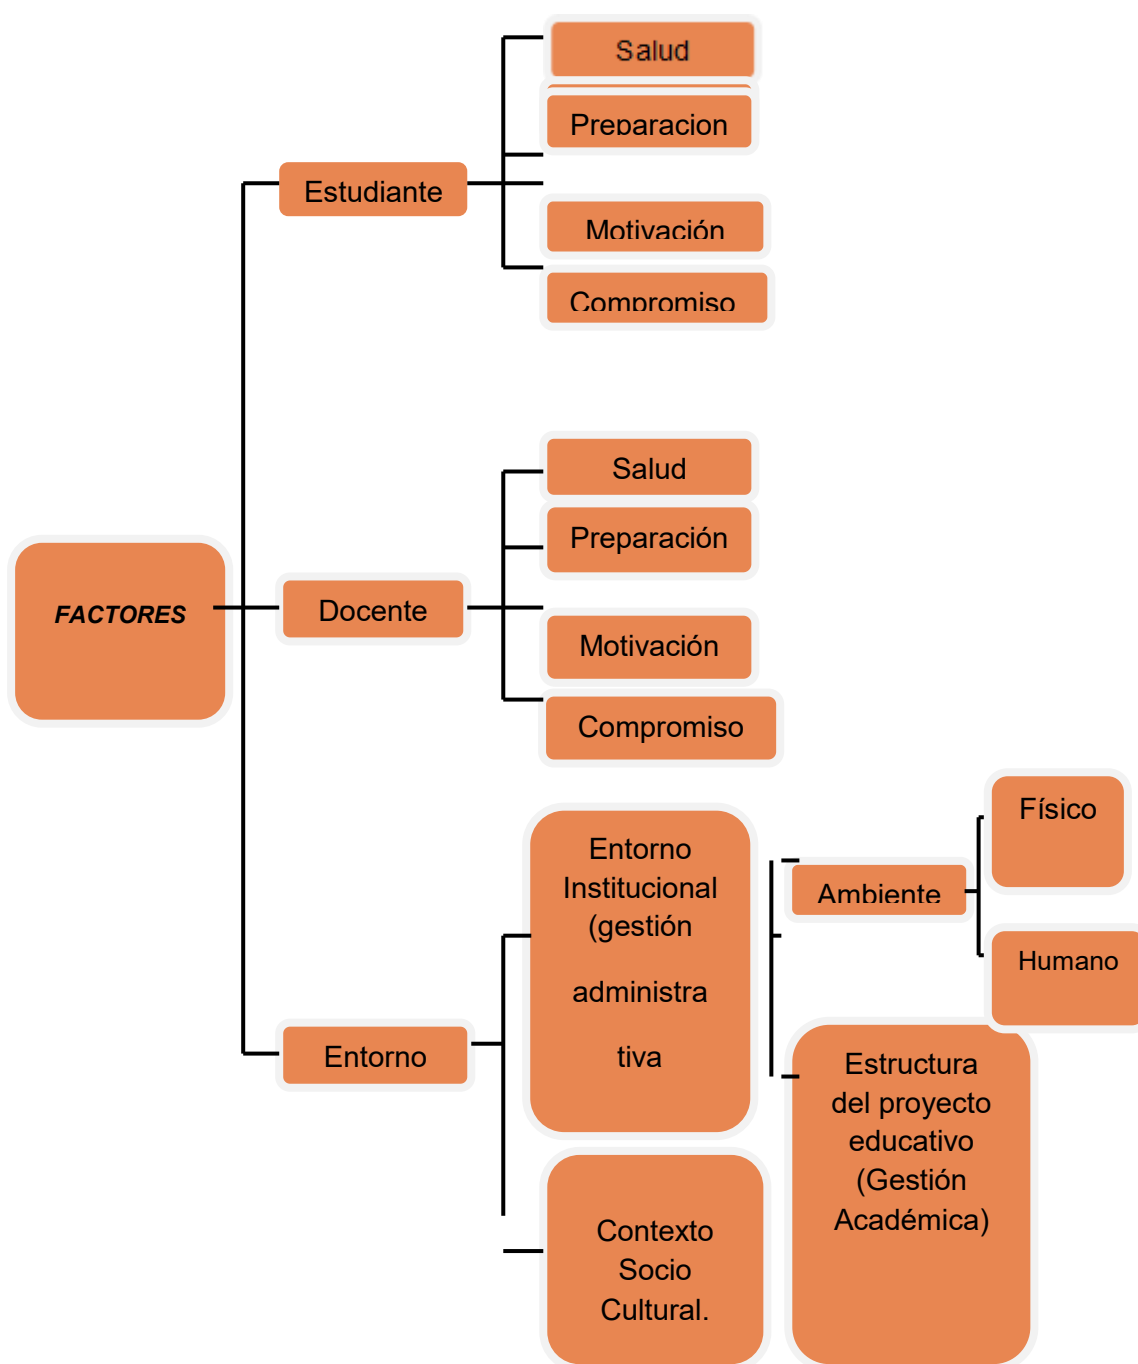 Salud
Preparacion
Estudiante
Motivación
Compromiso
Salud
Preparación
FACTORES
Docente
Motivación
Compromiso
Entorno
Institucional
(gestión
administra
tiva
Ambiente
Físico
Humano
Entorno
Estructura
del proyecto
educativo
(Gestión
Académica)
Contexto
Socio
Cultural.